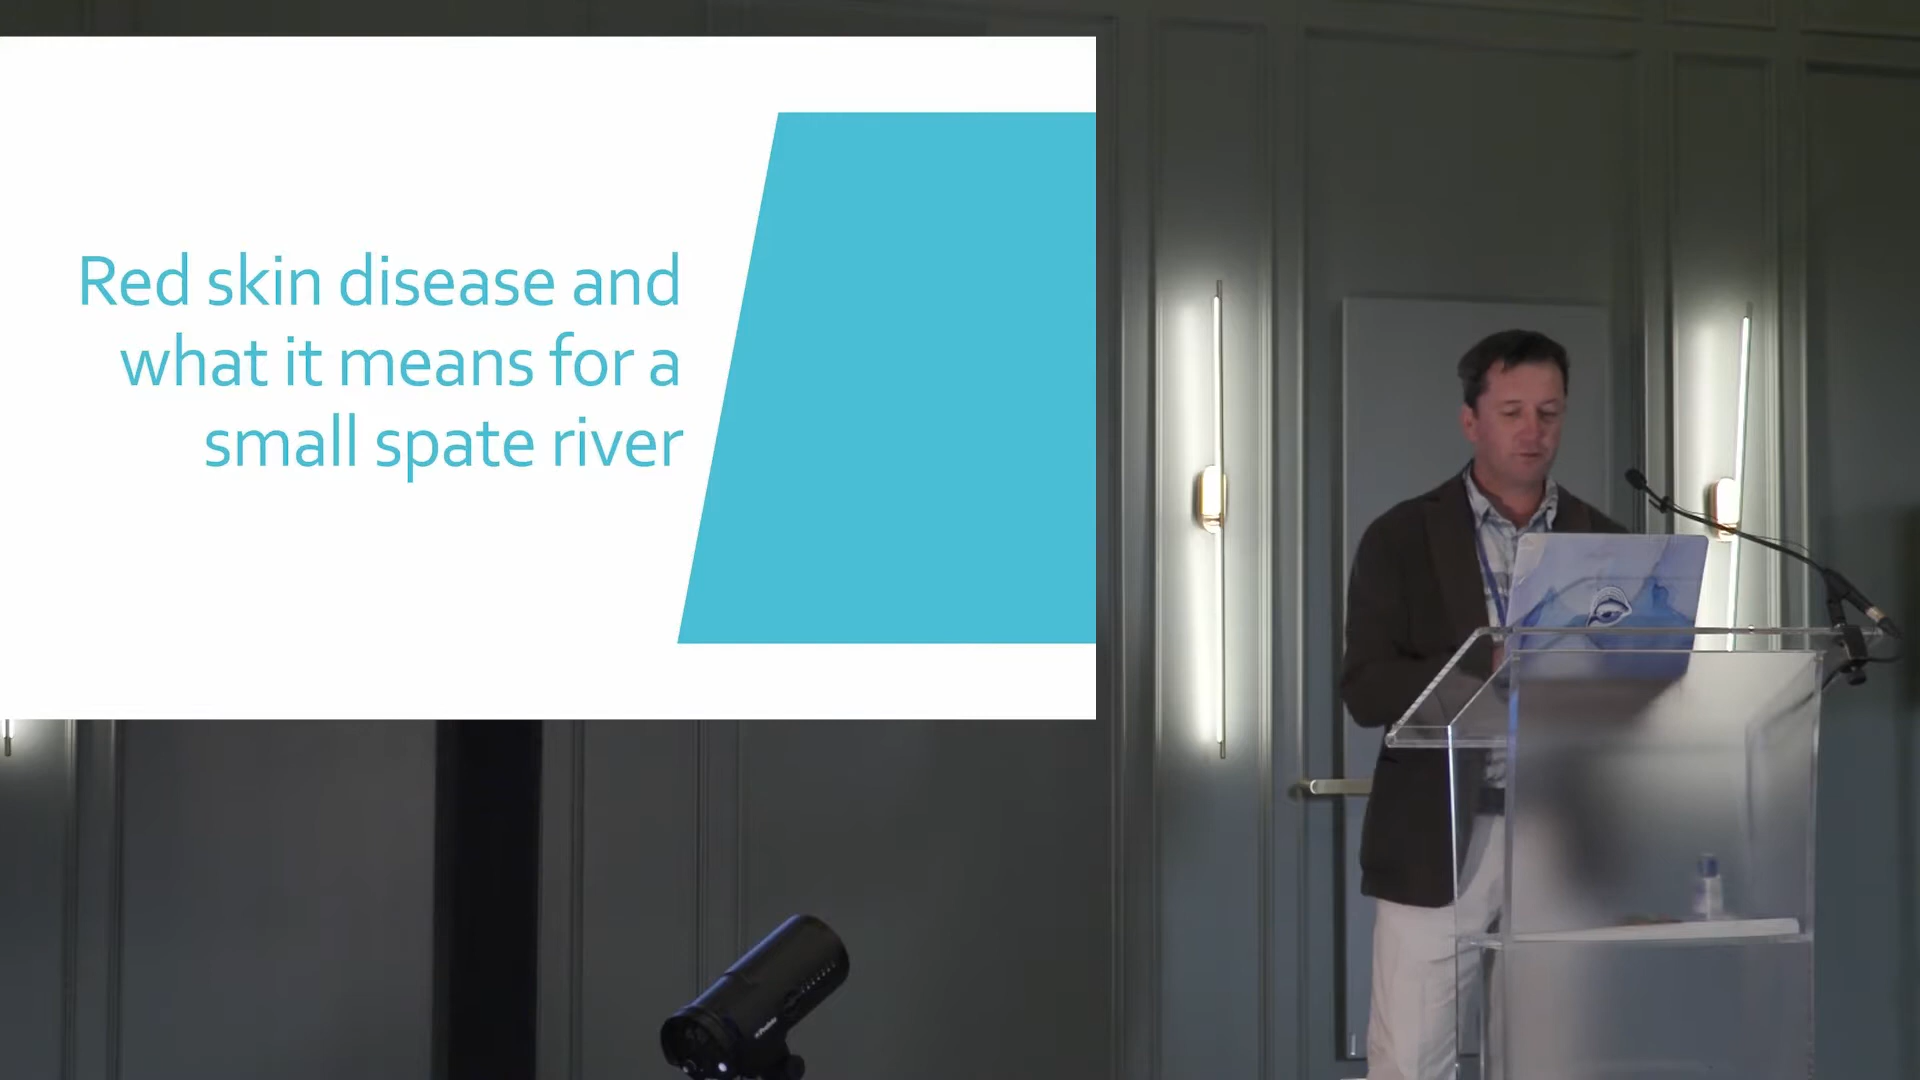 Red skin disease and
what it means for a
small spate river